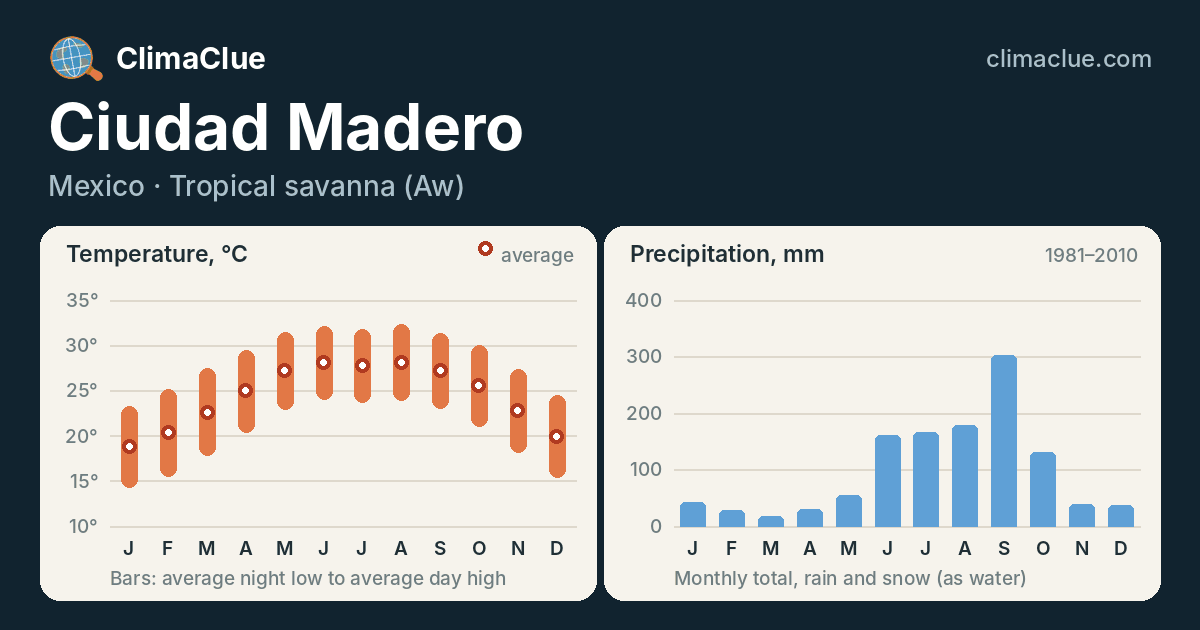 ClimaClue
climaclue.com
Ciudad Madero
Mexico · Tropical savanna (Aw)
Temperature, °C
average
35°
30°
25°
20°
15°
10°
J F M A M J J A S O N D
Bars: average night low to average day high
Precipitation, mm
1981–2010
400
300
200
100
0
J F M A M J J A S O N D
Monthly total, rain and snow (as water)